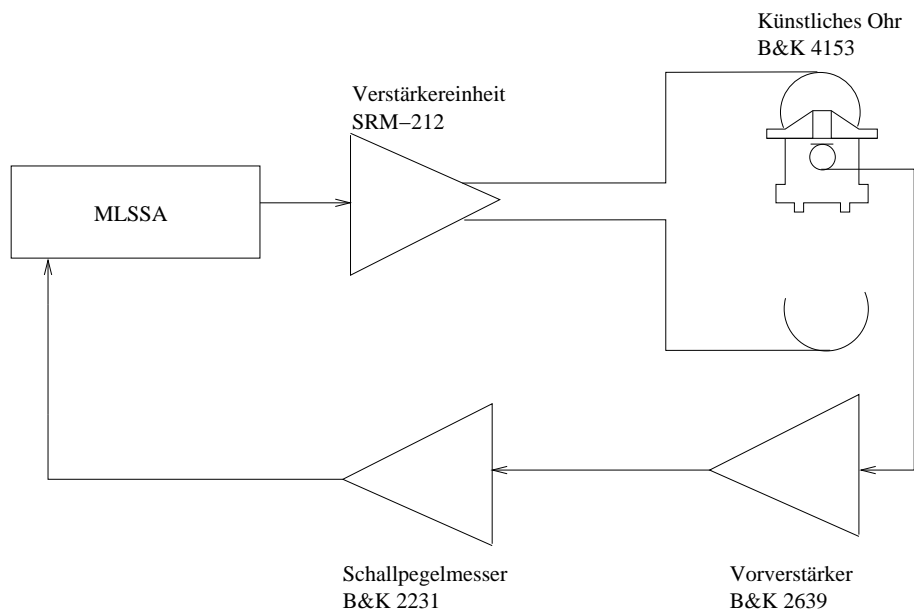 Künstliches Ohr
B&K 4153
Verstärkereinheit
SRM−212
MLSSA
Schallpegelmesser
B&K 2231
Vorverstärker
B&K 2639